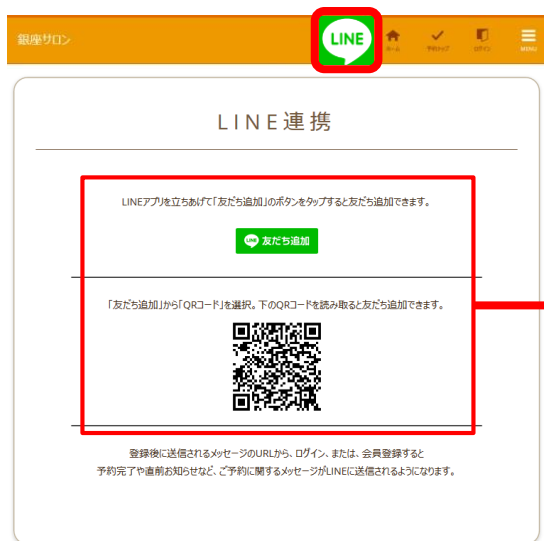 銀座サロン
LINE
ホーム
予約トップ
ログイン
MENU
LINE連携
LINEアプリを立ちあげて「友だち追加」のボタンをタップすると友だち追加できます。
LINE 友だち追加
「友だち追加」から「QRコード」を選択。下のQRコードを読み取ると友だち追加できます。
登録後に送信されるメッセージのURLから、ログイン、または、会員登録すると
予約完了や直前お知らせなど、ご予約に関するメッセージがLINEに送信されるようになります。